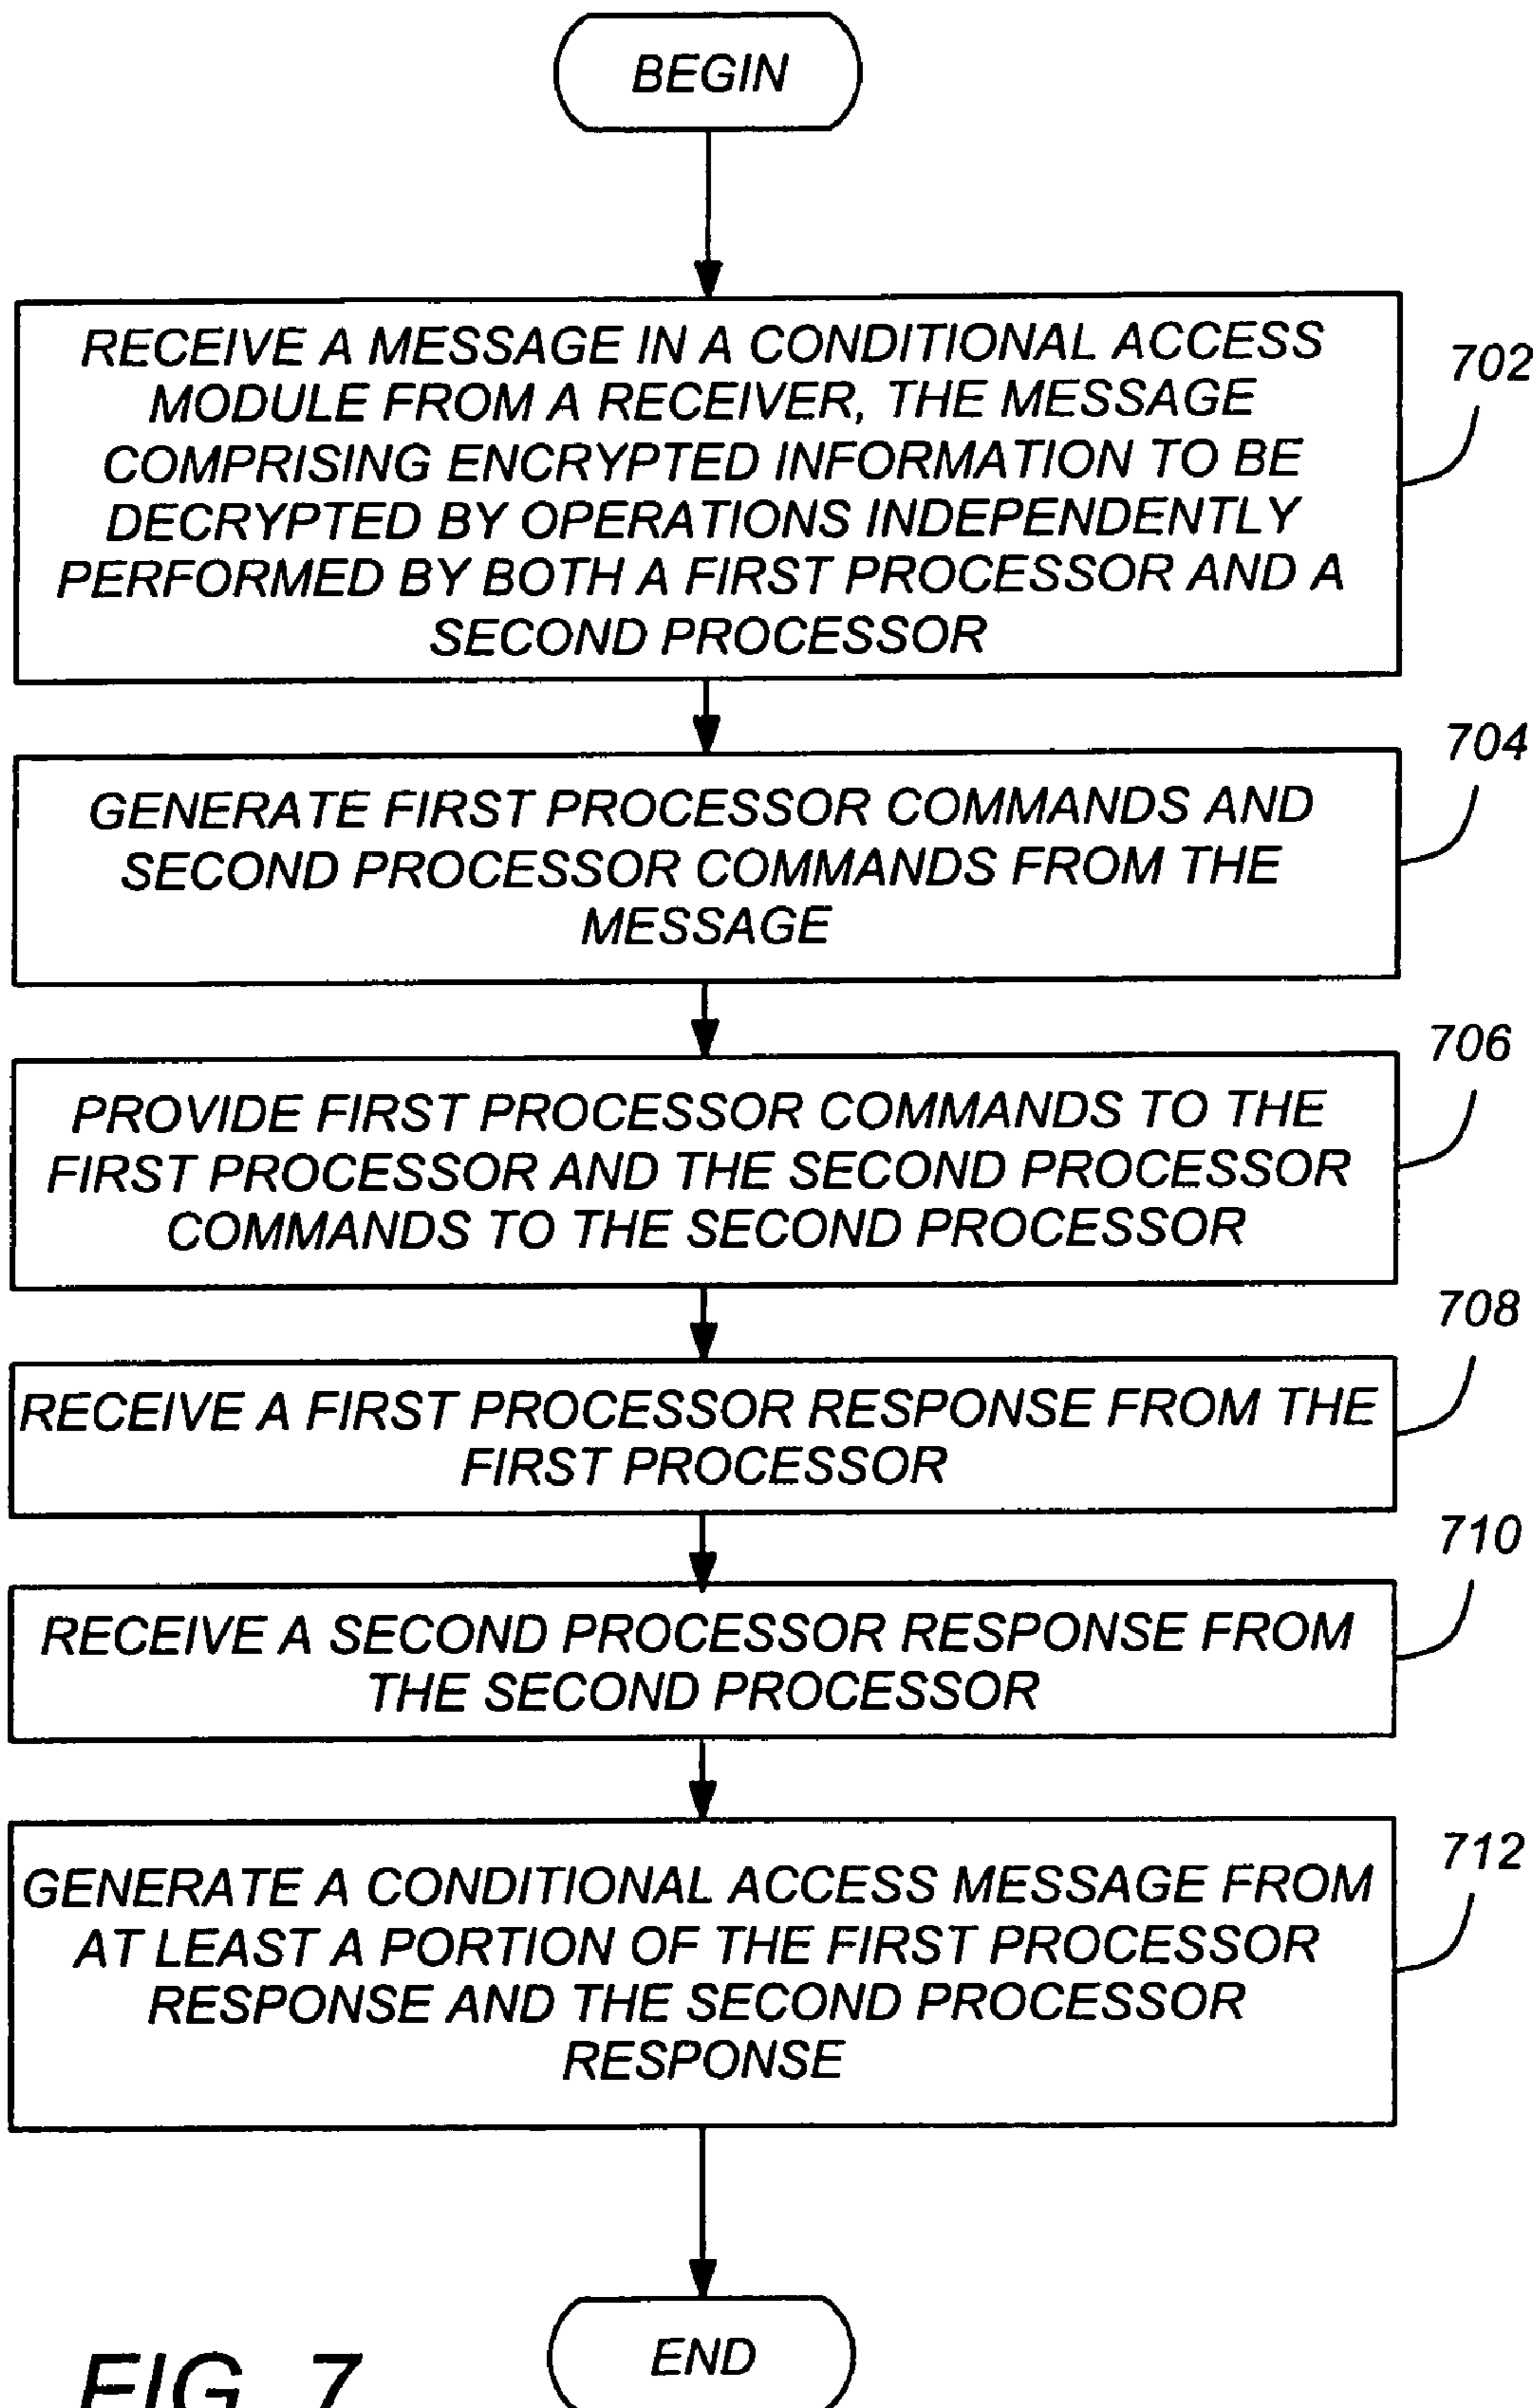 BEGIN
RECEIVE A MESSAGE IN A CONDITIONAL ACCESS
MODULE FROM A RECEIVER, THE MESSAGE
COMPRISING ENCRYPTED INFORMATION TO BE
DECRYPTED BY OPERATIONS INDEPENDENTLY
PERFORMED BY BOTH A FIRST PROCESSOR AND A
SECOND PROCESSOR
702
GENERATE FIRST PROCESSOR COMMANDS AND
SECOND PROCESSOR COMMANDS FROM THE
MESSAGE
704
PROVIDE FIRST PROCESSOR COMMANDS TO THE
FIRST PROCESSOR AND THE SECOND PROCESSOR
COMMANDS TO THE SECOND PROCESSOR
706
RECEIVE A FIRST PROCESSOR RESPONSE FROM THE
FIRST PROCESSOR
708
RECEIVE A SECOND PROCESSOR RESPONSE FROM
THE SECOND PROCESSOR
710
GENERATE A CONDITIONAL ACCESS MESSAGE FROM
AT LEAST A PORTION OF THE FIRST PROCESSOR
RESPONSE AND THE SECOND PROCESSOR
RESPONSE
712
END
FIG. 7